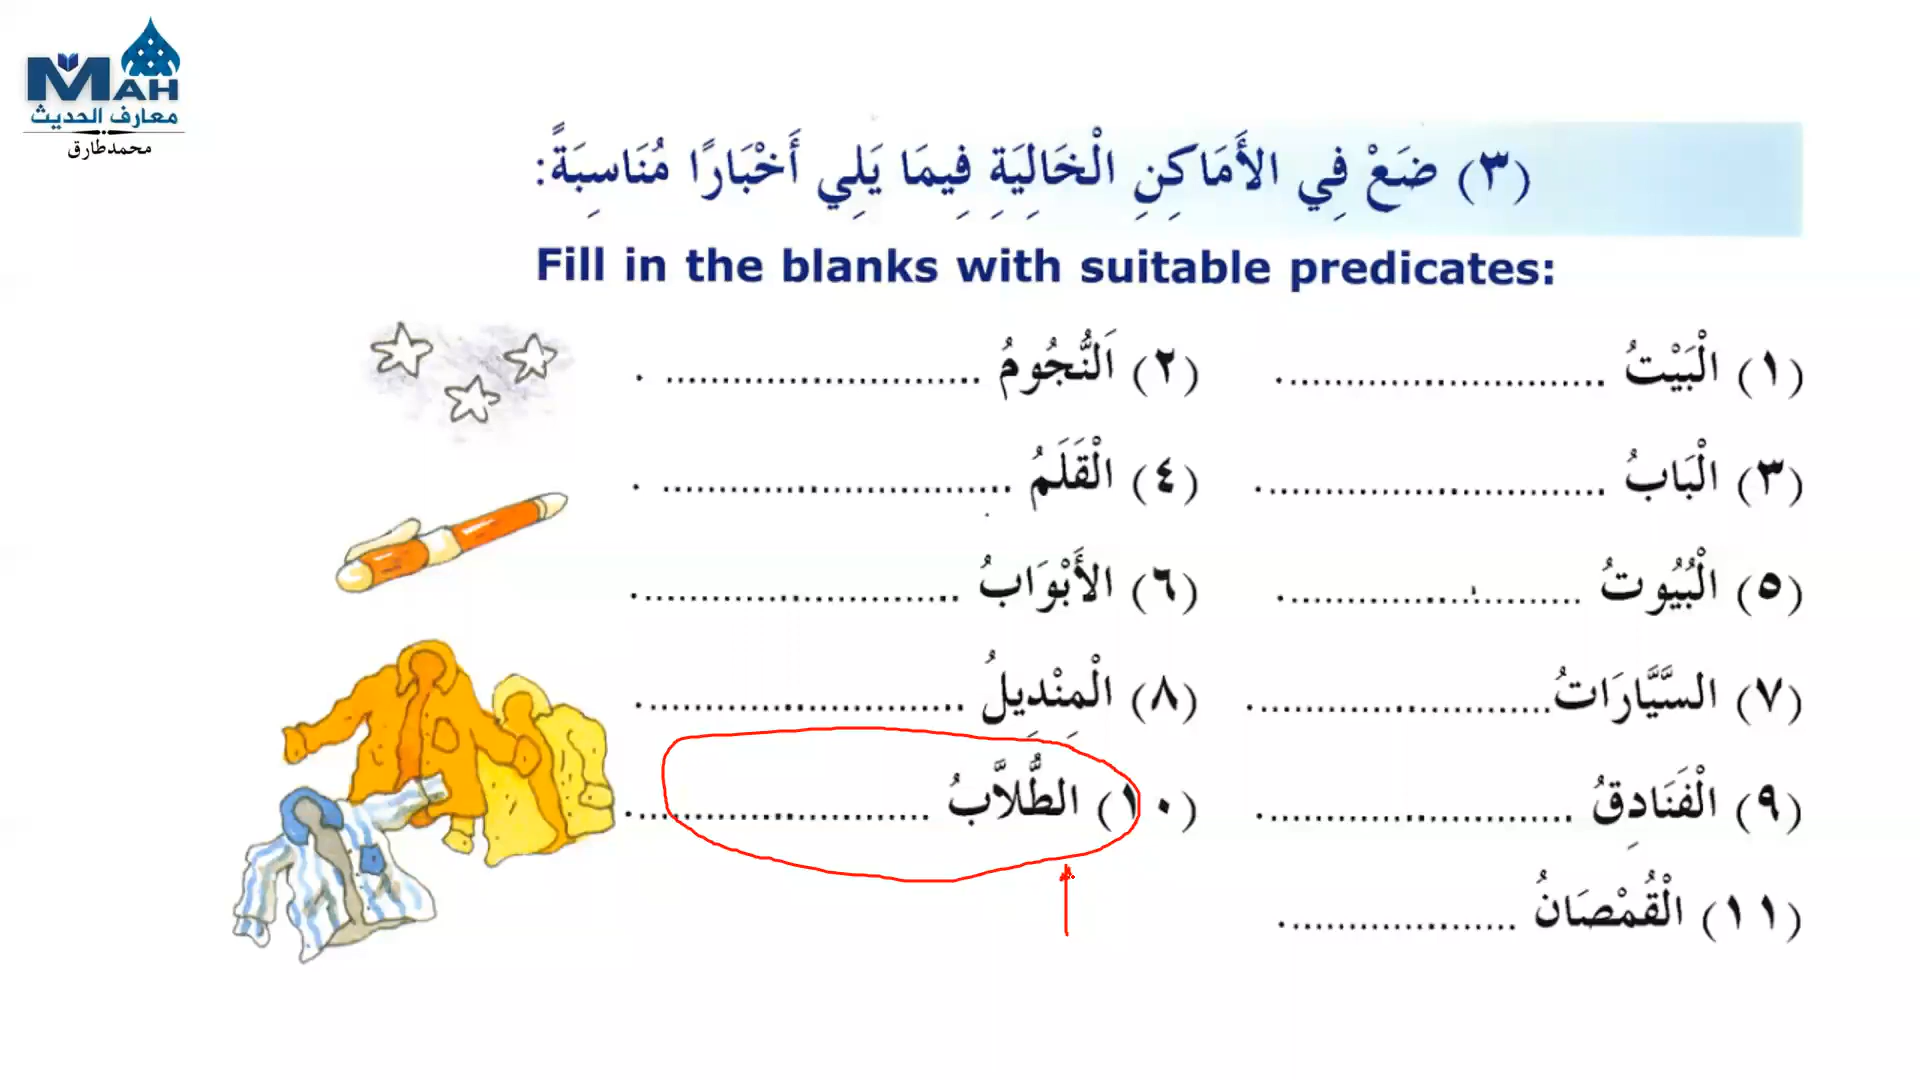 MAH
معارف الحديث
محمدطارق
(٣) ضَعْ فِي الأَمَاكِنِ الْخَالِيَةِ فِيمَا يَلِي أَخْبَارًا مُنَاسِبَةً:
Fill in the blanks with suitable predicates:
(١) الْبَيْتُ .............................. (٢) اَلنُّجُومُ .............................. .
(٣) الْبَابُ .............................. (٤) الْقَلَمُ .............................. .
(٥) الْبُيُوتُ .............................. (٦) الأَبْوَابُ ..............................
(٧) السَّيَّارَاتُ .............................. (٨) الْمِنْدِيلُ ..............................
(٩) الْفَنَادِقُ .............................. (١٠) الطُّلاَّبُ ..............................
(١١) الْقُمْصَانُ ......................